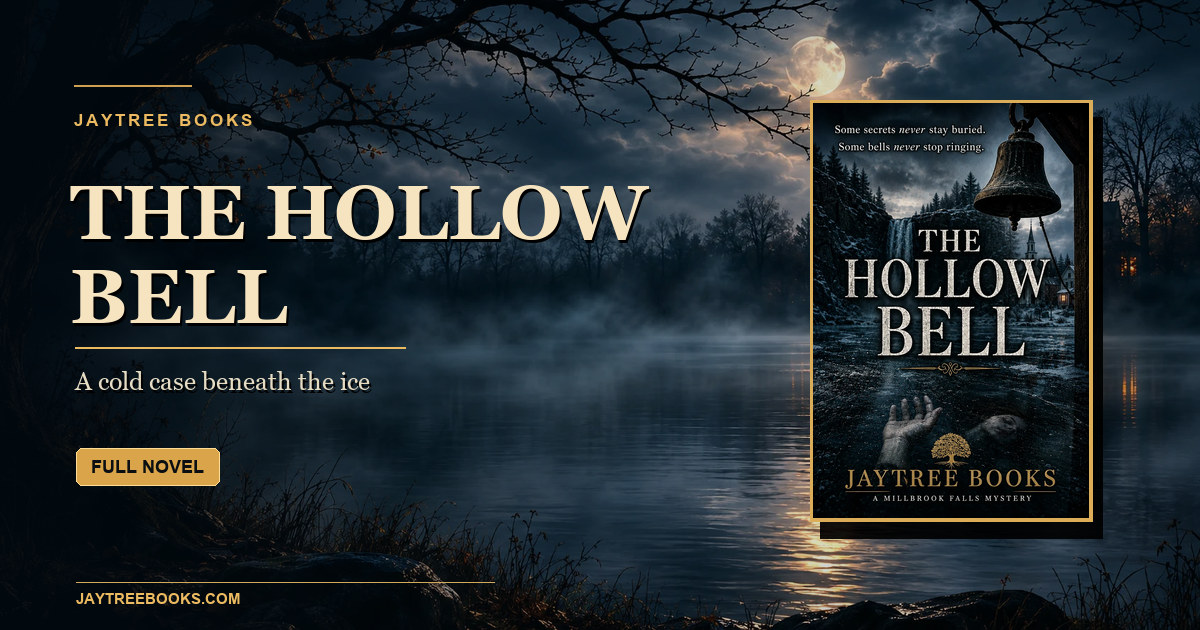 JAYTREE BOOKS
THE HOLLOW
BELL
A cold case beneath the ice
FULL NOVEL
JAYTREEBOOKS.COM
Some secrets never stay buried.
Some bells never stop ringing.
THE
HOLLOW
BELL
JAYTREE BOOKS
A MILLBROOK FALLS MYSTERY